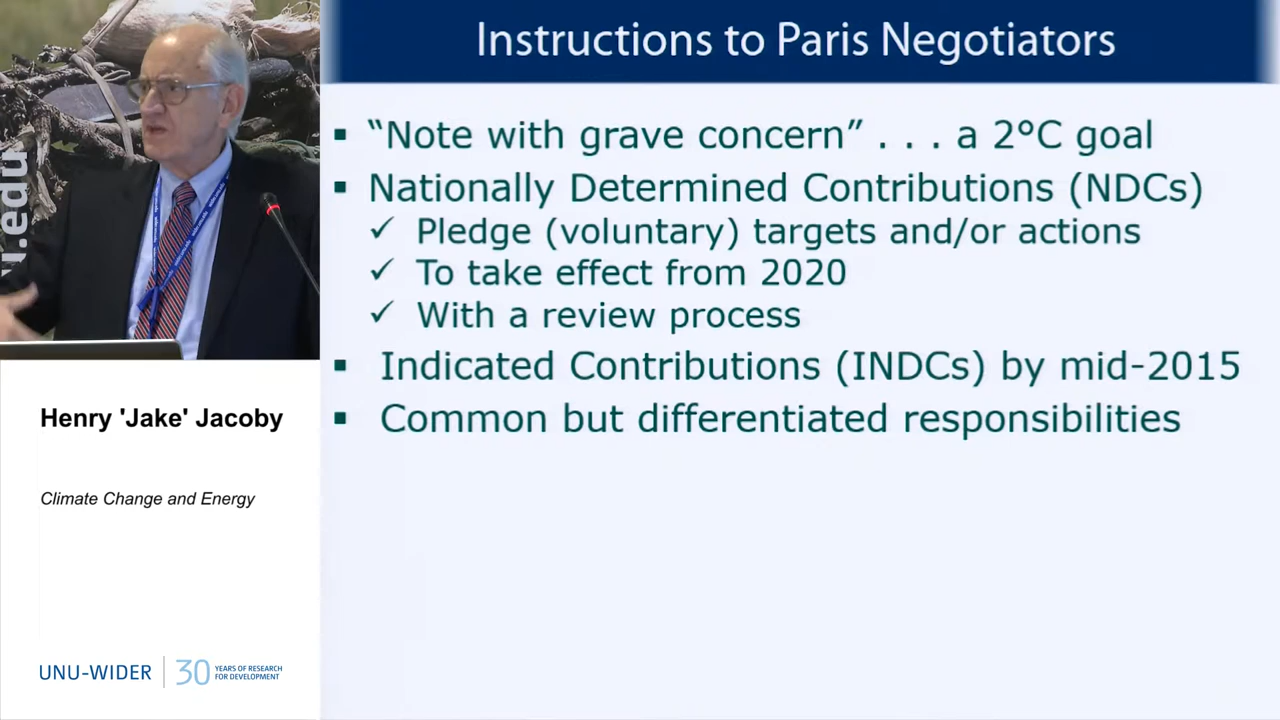 Instructions to Paris Negotiators
▪ “Note with grave concern” . . . a 2°C goal
▪ Nationally Determined Contributions (NDCs)
✓ Pledge (voluntary) targets and/or actions
✓ To take effect from 2020
✓ With a review process
▪ Indicated Contributions (INDCs) by mid-2015
▪ Common but differentiated responsibilities
.edu
Henry 'Jake' Jacoby
Climate Change and Energy
UNU-WIDER
30 YEARS OF RESEARCH
FOR DEVELOPMENT